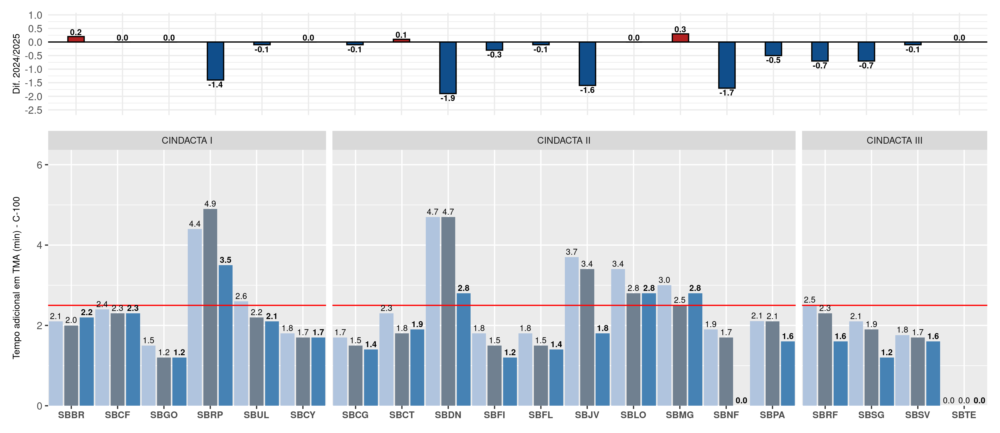 Dif. 2024/2025
1.0
0.5
0.0
-0.5
-1.0
-1.5
-2.0
-2.5
0.2
0.0
0.0
-1.4
-0.1
0.0
-0.1
0.1
-1.9
-0.3
-0.1
-1.6
0.0
0.3
-1.7
-0.5
-0.7
-0.7
-0.1
0.0
CINDACTA I
CINDACTA II
CINDACTA III
Tempo adicional em TMA (min) - C-100
6
4
2
0
2.1 2.0 2.2
2.4 2.3 2.3
1.5 1.2 1.2
4.4 4.9 3.5
2.6 2.2 2.1
1.8 1.7 1.7
1.7 1.5 1.4
2.3 1.8 1.9
4.7 4.7 2.8
1.8 1.5 1.2
1.8 1.5 1.4
3.7 3.4 1.8
3.4 2.8 2.8
3.0 2.5 2.8
1.9 1.7 0.0
2.1 2.1 1.6
2.5 2.3 1.6
2.1 1.9 1.2
1.8 1.7 1.6
0.0 0.0 0.0
SBBR SBCF SBGO SBRP SBUL SBCY SBCG SBCT SBDN SBFI SBFL SBJV SBLO SBMG SBNF SBPA SBRF SBSG SBSV SBTE